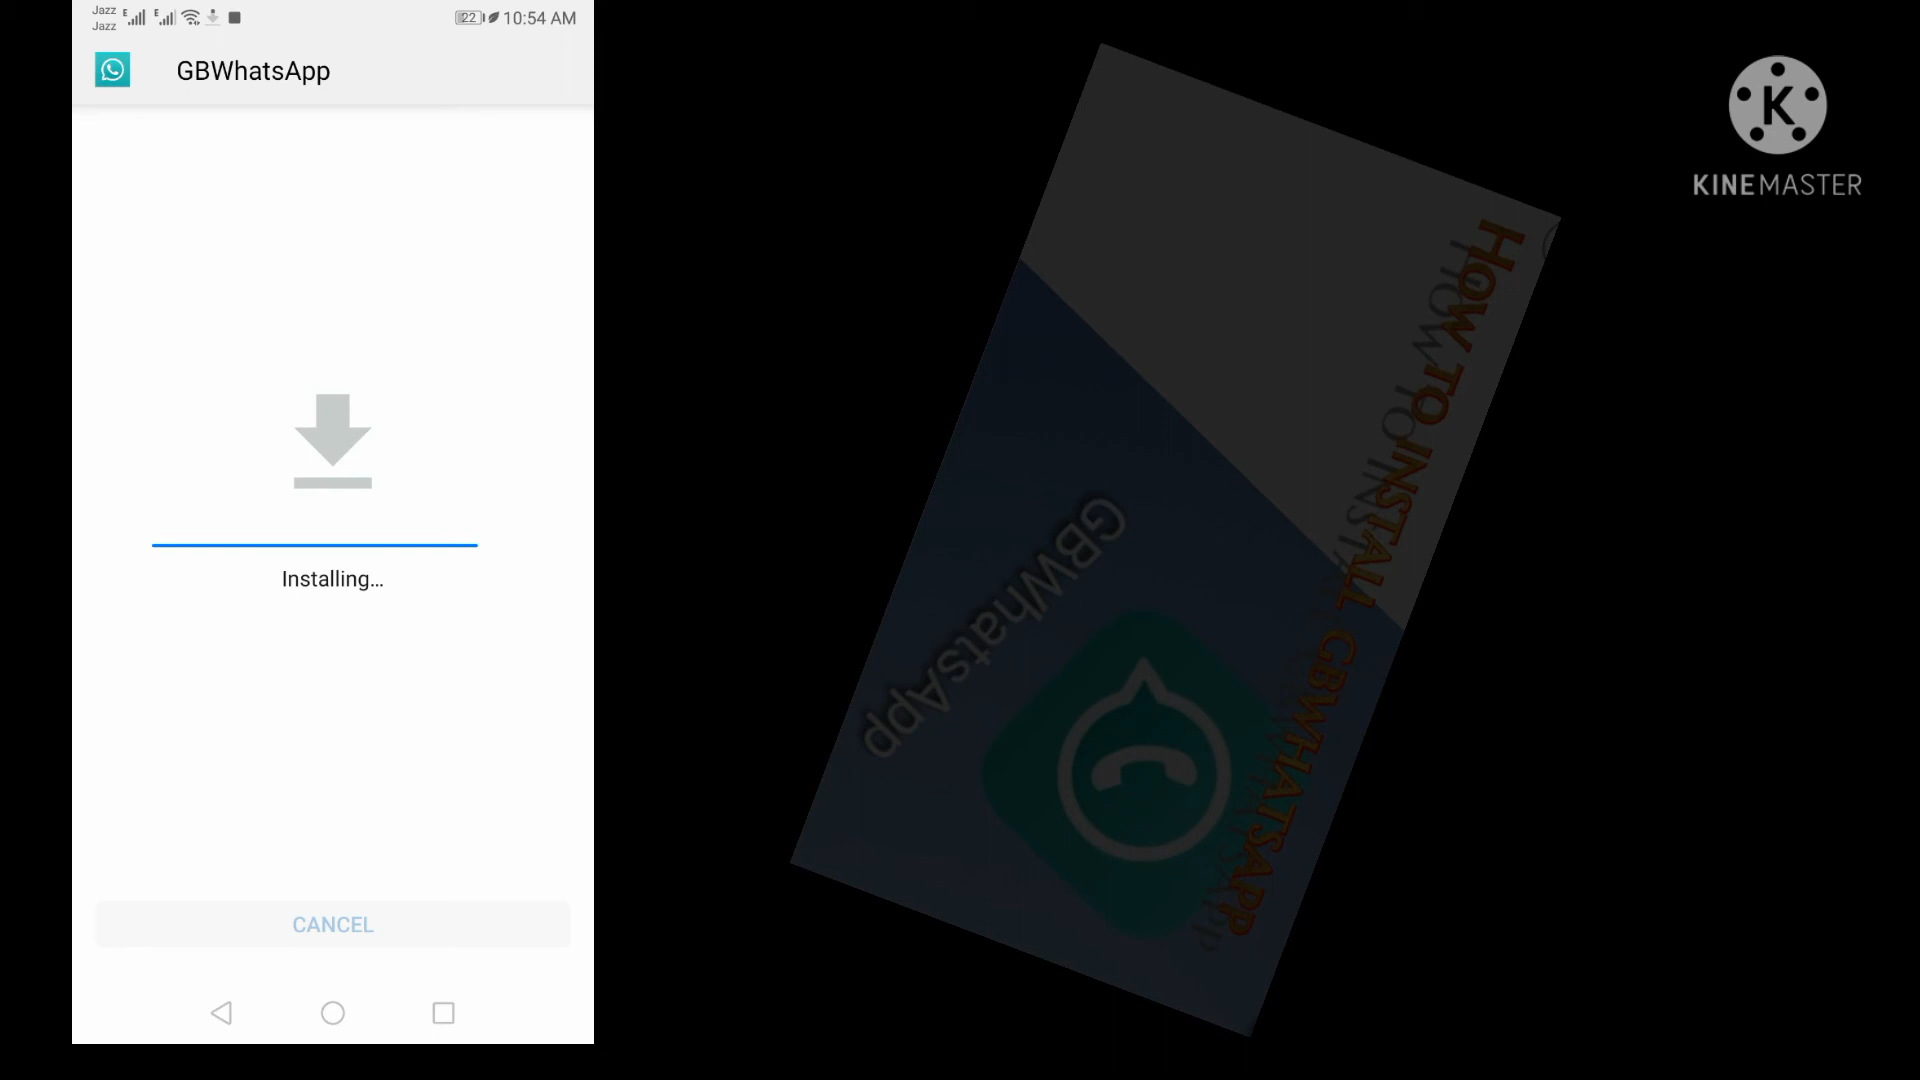 Jazz
Jazz
E
E
22
10:54 AM
GBWhatsApp
Installing...
CANCEL
K
KINEMASTER
HOW TO INSTALL GBWHATSAPP
GBWhatsApp